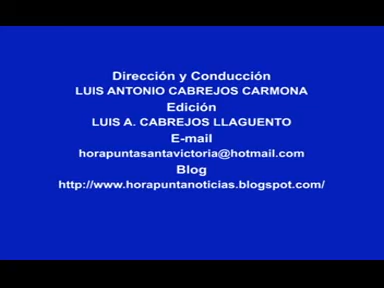 Dirección y Conducción
LUIS ANTONIO CABREJOS CARMONA
Edición
LUIS A. CABREJOS LLAGUENTO
E-mail
horapuntasantavictoria@hotmail.com
Blog
http://www.horapuntanoticias.blogspot.com/